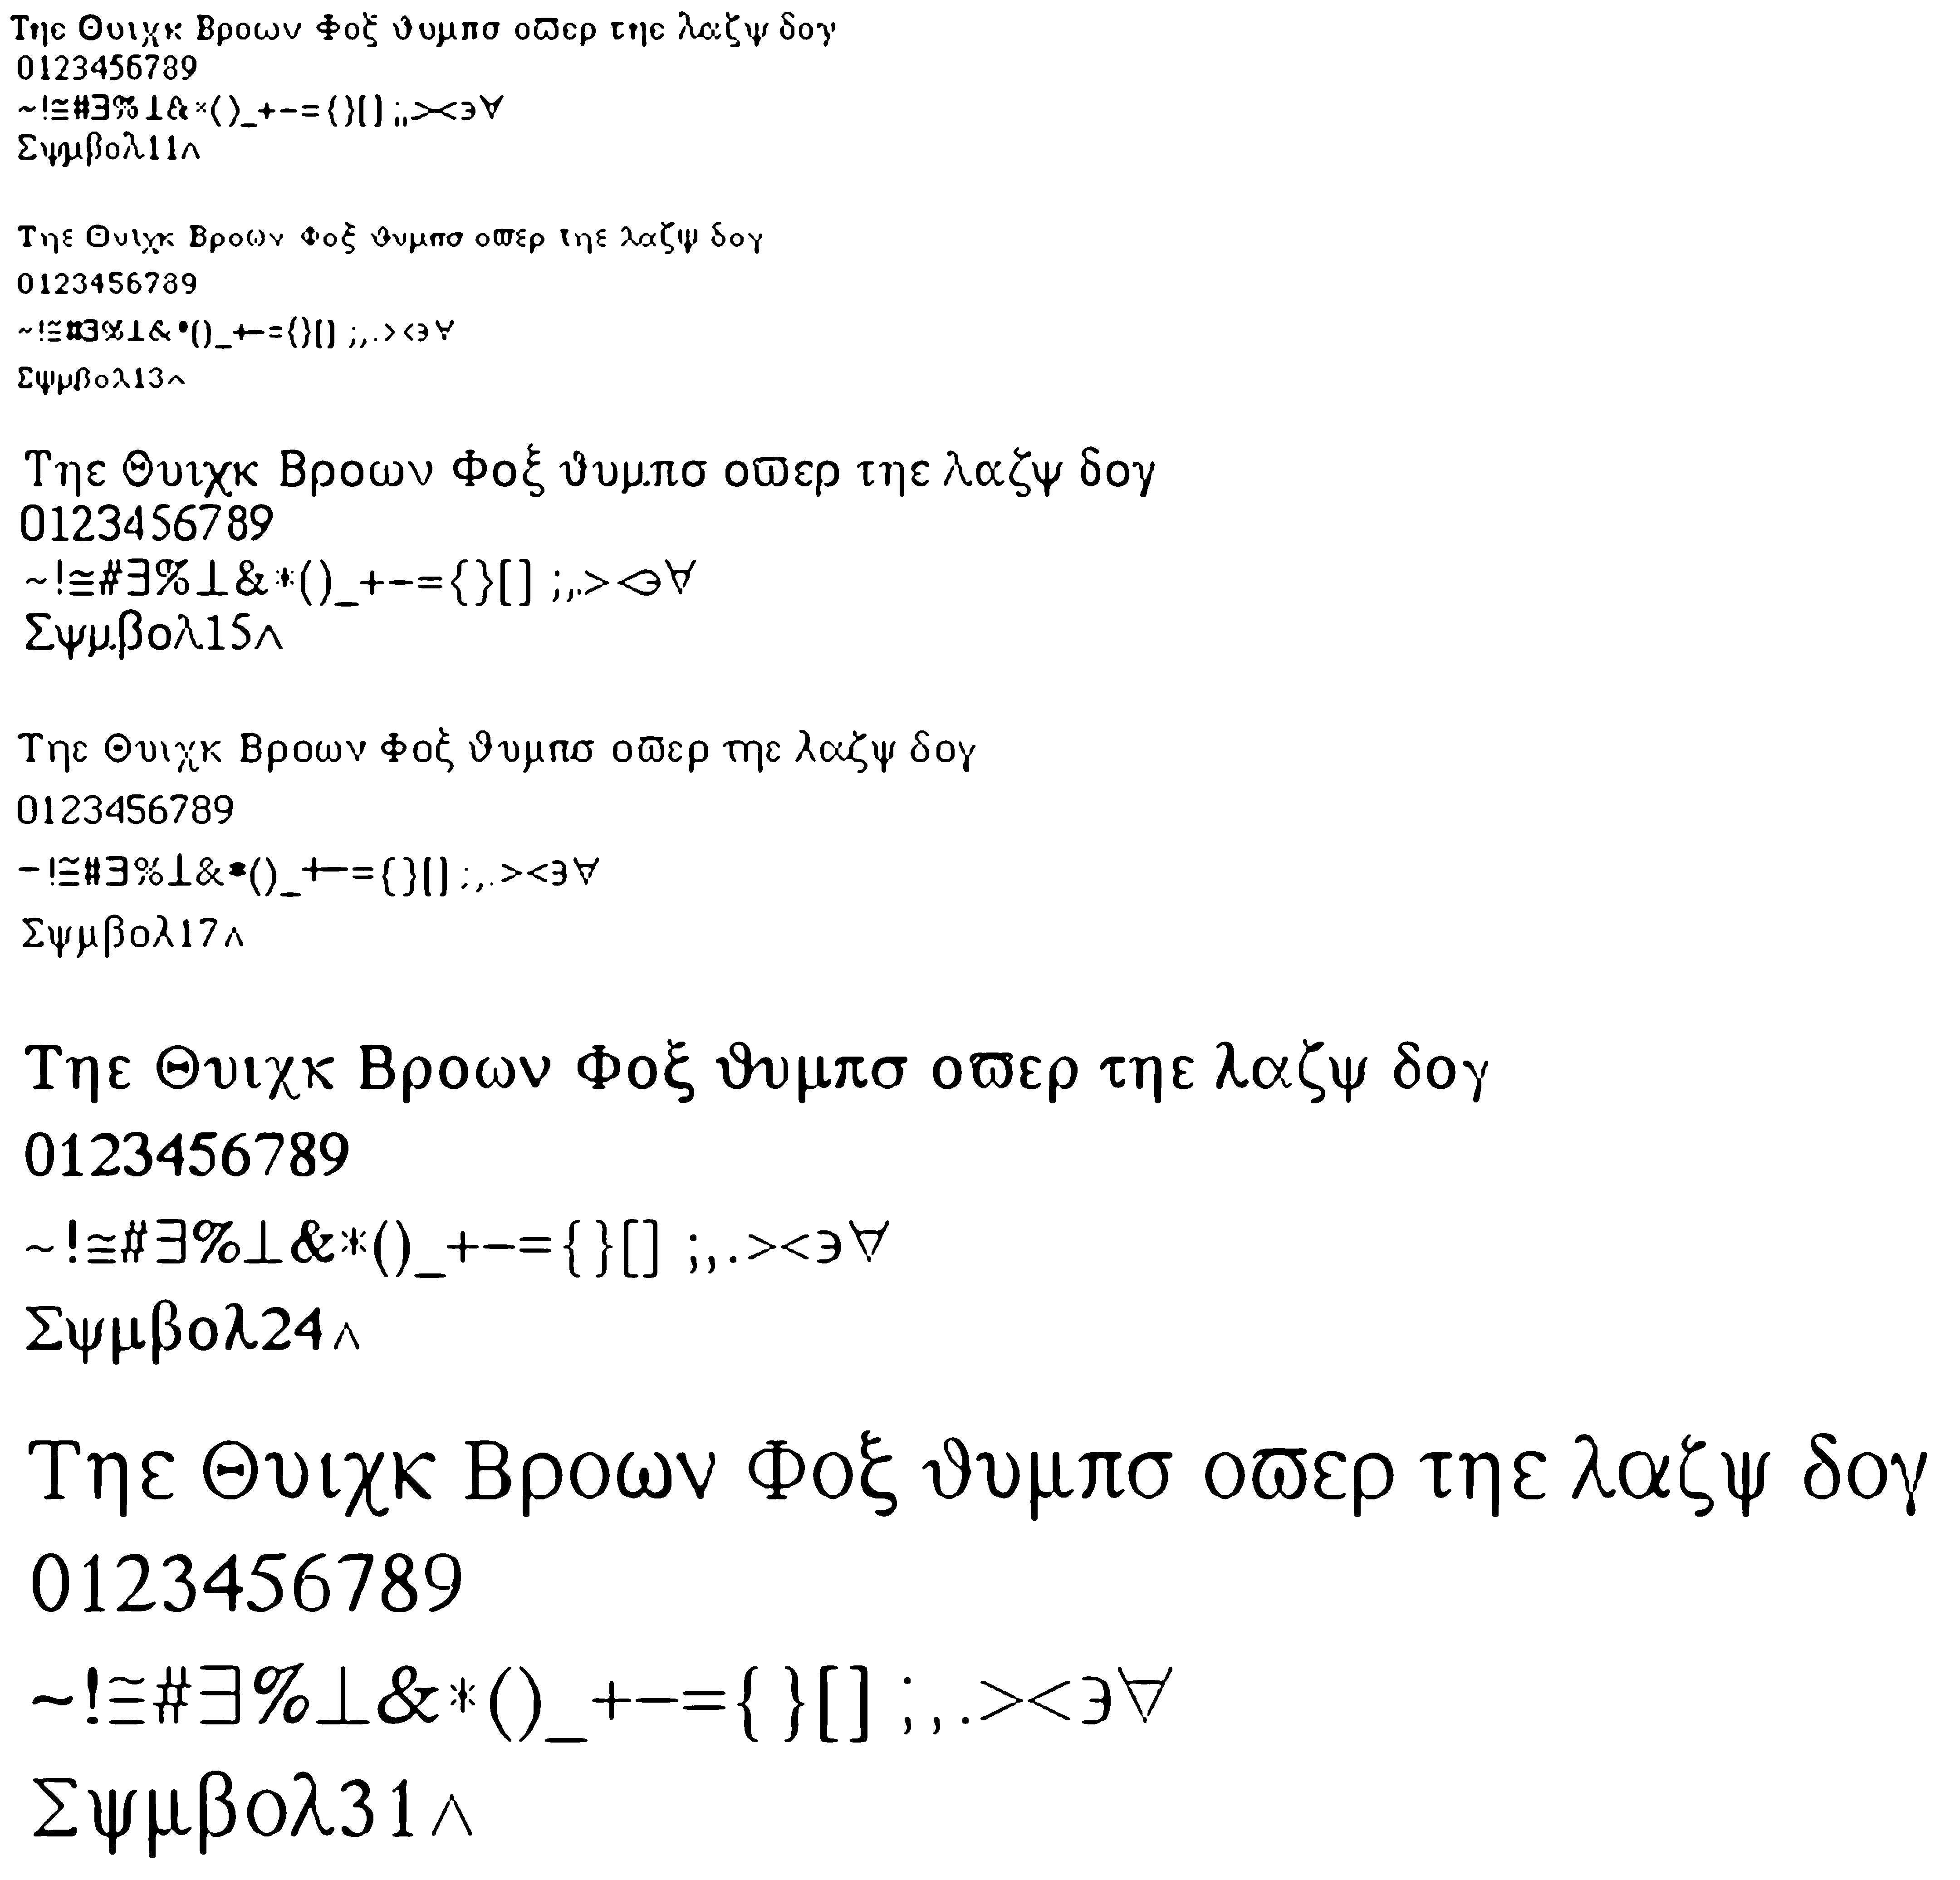 Τηε Θυιχκ Βροων Φοξ ϑυμπσ οϖερ τηε λαζψ δογ
0123456789
~!≅#∃%⊥&*()_+−={}[] ;,.><∍∀
Σψμβολ11∧
Τηε Θυιχκ Βροων Φοξ ϑυμπσ οϖερ τηε λαζψ δογ
0123456789
~!≅#∃%⊥&*()_+−={}[] ;,.><∍∀
Σψμβολ13∧
Τηε Θυιχκ Βροων Φοξ ϑυμπσ οϖερ τηε λαζψ δογ
0123456789
~!≅#∃%⊥&*()_+−={}[] ;,.><∍∀
Σψμβολ15∧
Τηε Θυιχκ Βροων Φοξ ϑυμπσ οϖερ τηε λαζψ δογ
0123456789
~!≅#∃%⊥&*()_+−={}[] ;,.><∍∀
Σψμβολ17∧
Τηε Θυιχκ Βροων Φοξ ϑυμπσ οϖερ τηε λαζψ δογ
0123456789
~!≅#∃%⊥&*()_+−={}[] ;,.><∍∀
Σψμβολ24∧
Τηε Θυιχκ Βροων Φοξ ϑυμπσ οϖερ τηε λαζψ δογ
0123456789
~!≅#∃%⊥&*()_+−={}[] ;,.><∍∀
Σψμβολ31∧